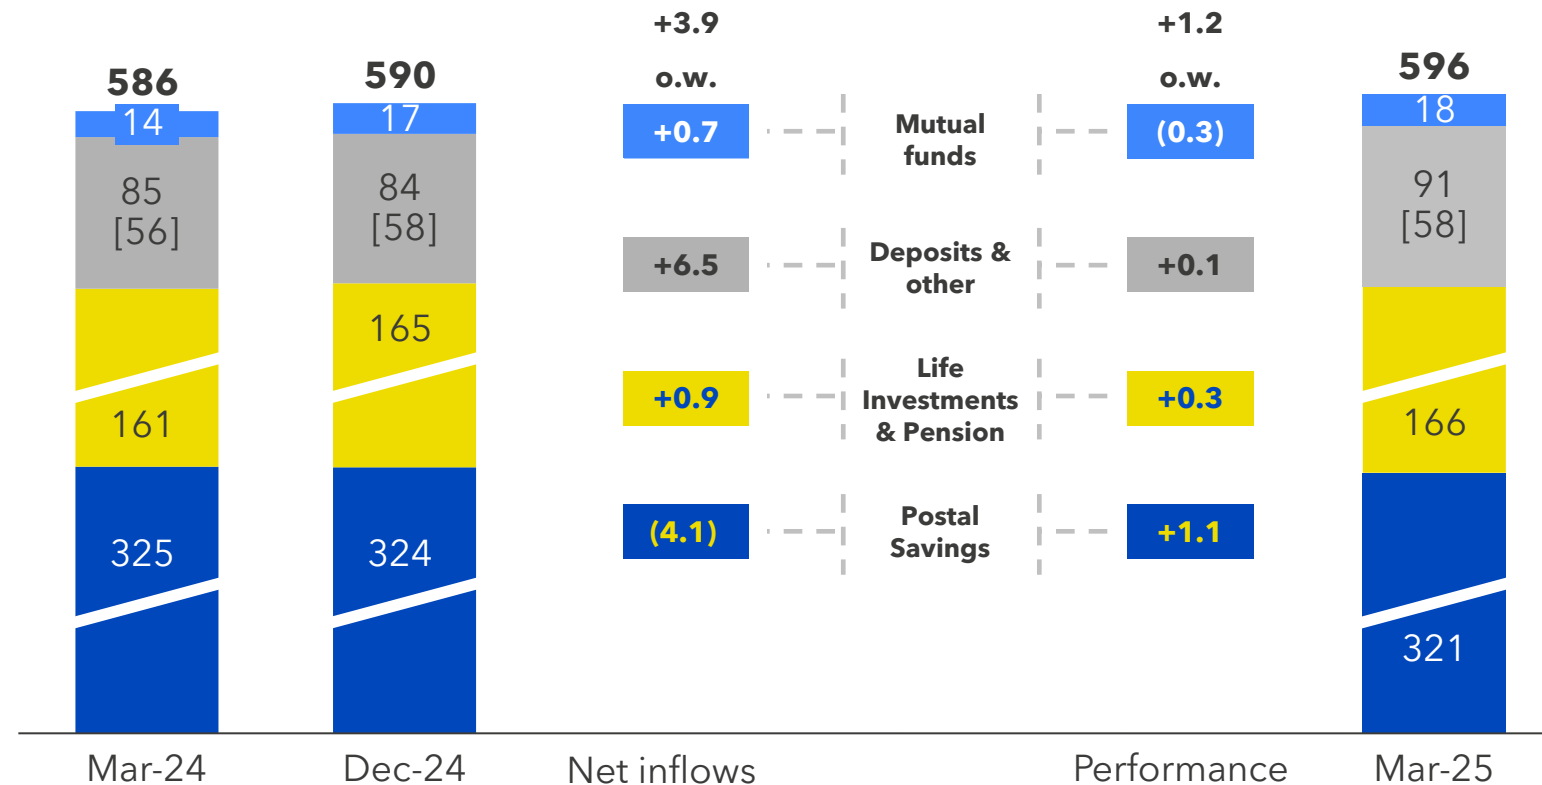 +3.9
+1.2
586
590
o.w.
o.w.
596
14
17
+0.7
Mutual
funds
(0.3)
18
85
[56]
84
[58]
+6.5
Deposits &
other
+0.1
91
[58]
161
165
+0.9
Life
Investments
& Pension
+0.3
166
325
324
(4.1)
Postal
Savings
+1.1
321
Mar-24
Dec-24
Net inflows
Performance
Mar-25